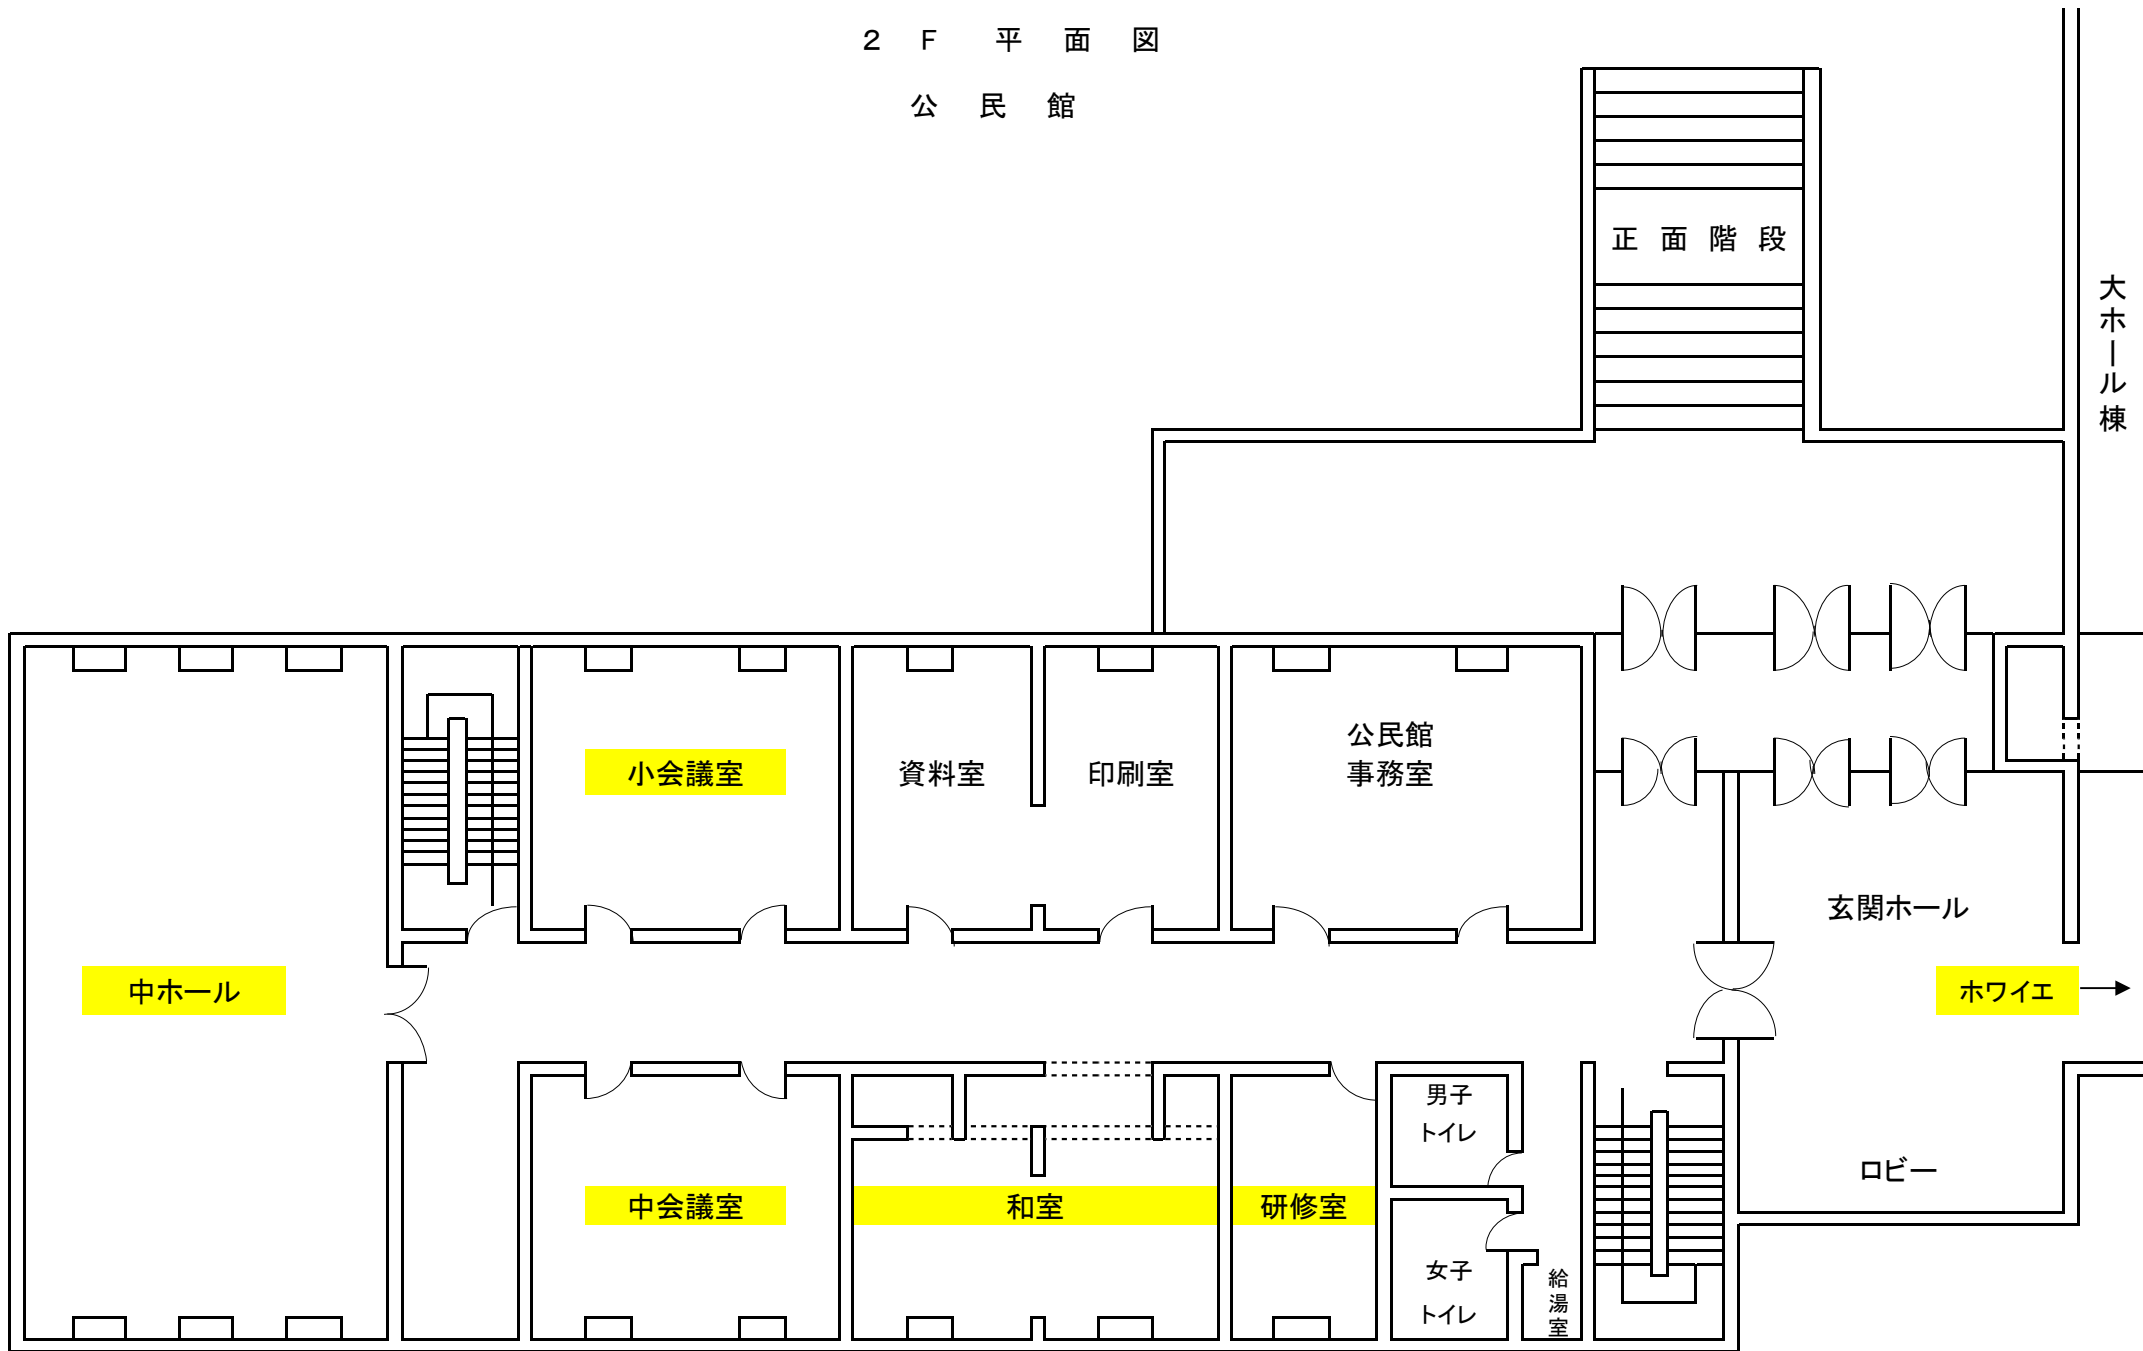 ２　Ｆ　平　面　図
公　民　館
正 面 階 段
大ホール棟
小会議室
資料室
印刷室
公民館
事務室
玄関ホール
中ホール
ホワイエ
男子
トイレ
ロビー
中会議室
和室
研修室
女子
トイレ
給湯室